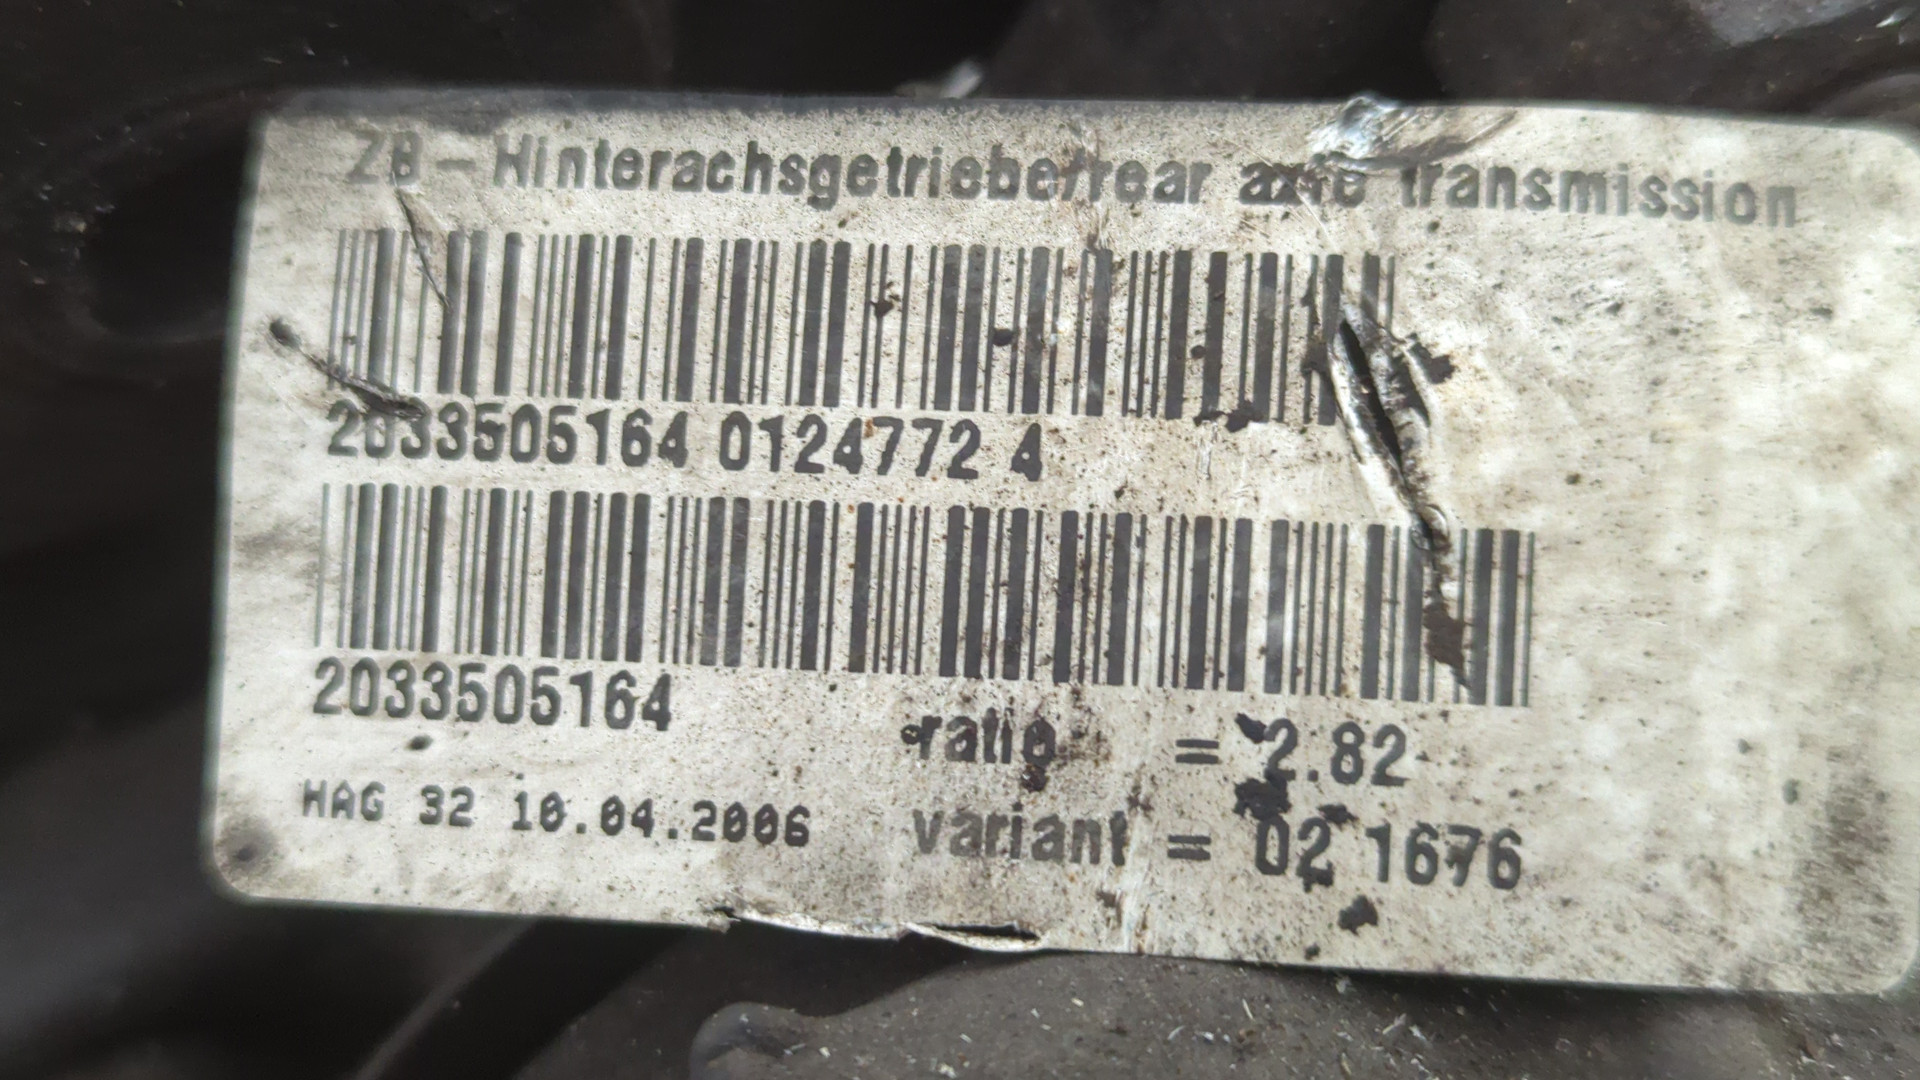 ZB - Hinterachsgetriebe/rear axle transmission
2033505164 0124772 4
2033505164
ratio = 2.82
HAG 32 10.04.2006
variant = 02 1676